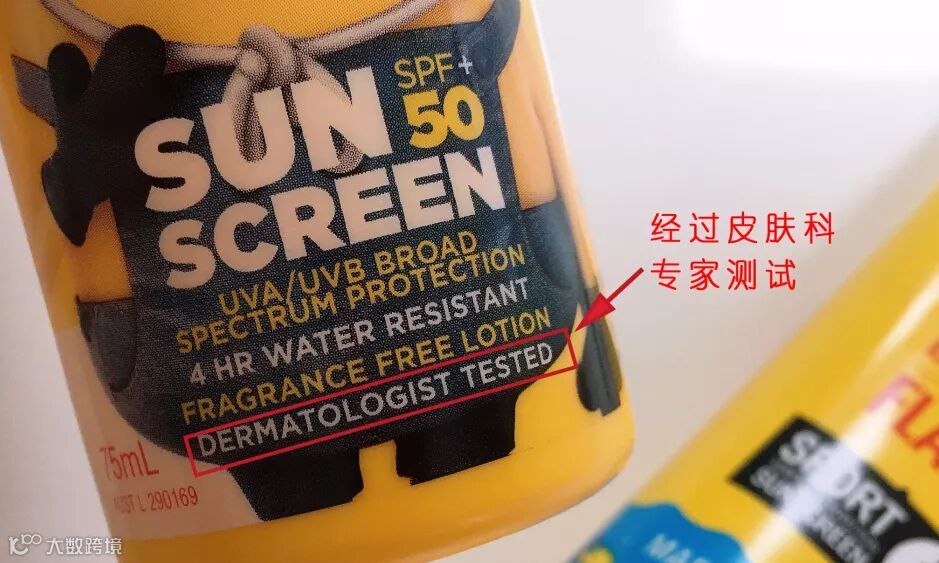 SUN SPF+
50
SCREEN
UVA/UVB BROAD
SPECTRUM PROTECTION
4 HR WATER RESISTANT
FRAGRANCE FREE LOTION
DERMATOLOGIST TESTED
75mL
AUST L 290169
经过皮肤科
专家测试
FLA
SPORT
大数跨境